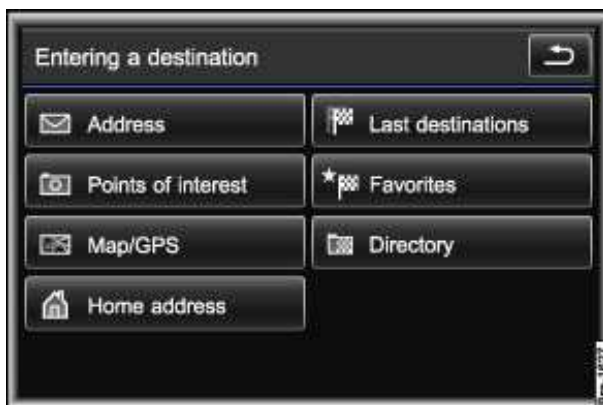 Entering a destination
Address
Last destinations
Points of interest
Favorites
Map/GPS
Directory
Home address